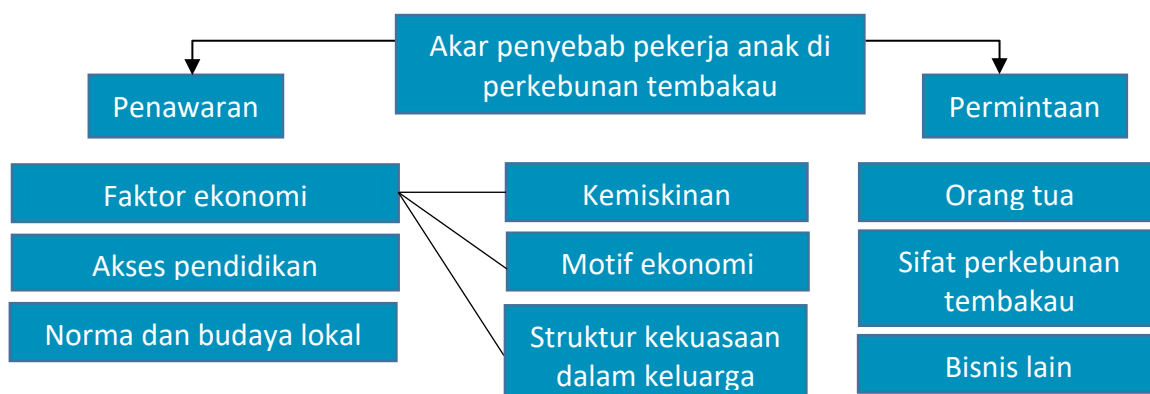 Akar penyebab pekerja anak di
perkebunan tembakau
Penawaran
Permintaan
Faktor ekonomi
Akses pendidikan
Norma dan budaya lokal
Kemiskinan
Motif ekonomi
Struktur kekuasaan
dalam keluarga
Orang tua
Sifat perkebunan
tembakau
Bisnis lain